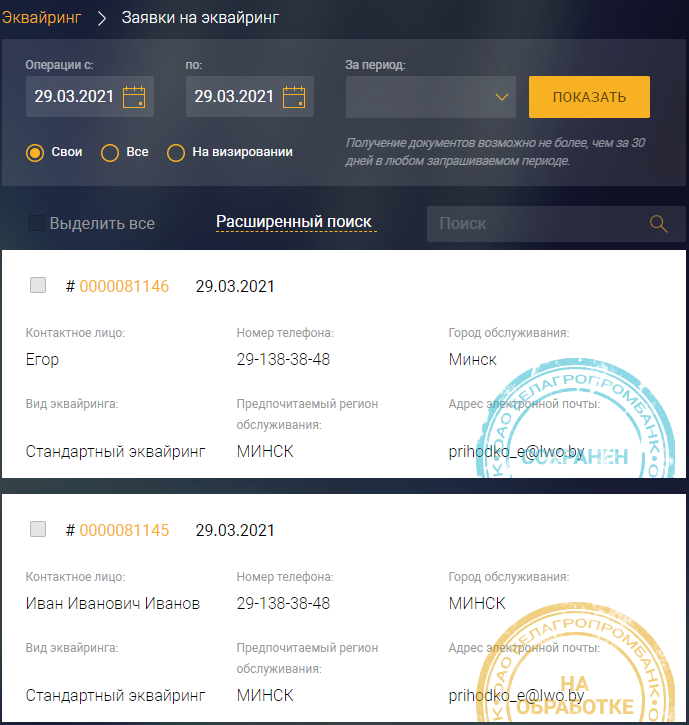 Эквайринг > Заявки на эквайринг
Операции с: по: За период:
29.03.2021 29.03.2021 ПОКАЗАТЬ
Свои Все На визировании
Получение документов возможно не более, чем за 30
дней в любом запрашиваемом периоде.
Выделить все Расширенный поиск Поиск
# 0000081146 29.03.2021
Контактное лицо: Номер телефона: Город обслуживания:
Егор 29-138-38-48 Минск
Вид эквайринга: Предпочитаемый регион Адрес электронной почты:
обслуживания:
Стандартный эквайринг МИНСК prihodko_e@lwo.by
ОАО БЕЛАГРОПРОМБАНК
СОХРАНЕН
# 0000081145 29.03.2021
Контактное лицо: Номер телефона: Город обслуживания:
Иван Иванович Иванов 29-138-38-48 МИНСК
Вид эквайринга: Предпочитаемый регион Адрес электронной почты:
обслуживания:
Стандартный эквайринг МИНСК prihodko_e@lwo.by
ОАО БЕЛАГРОПРОМБАНК
НА
ОБРАБОТКЕ